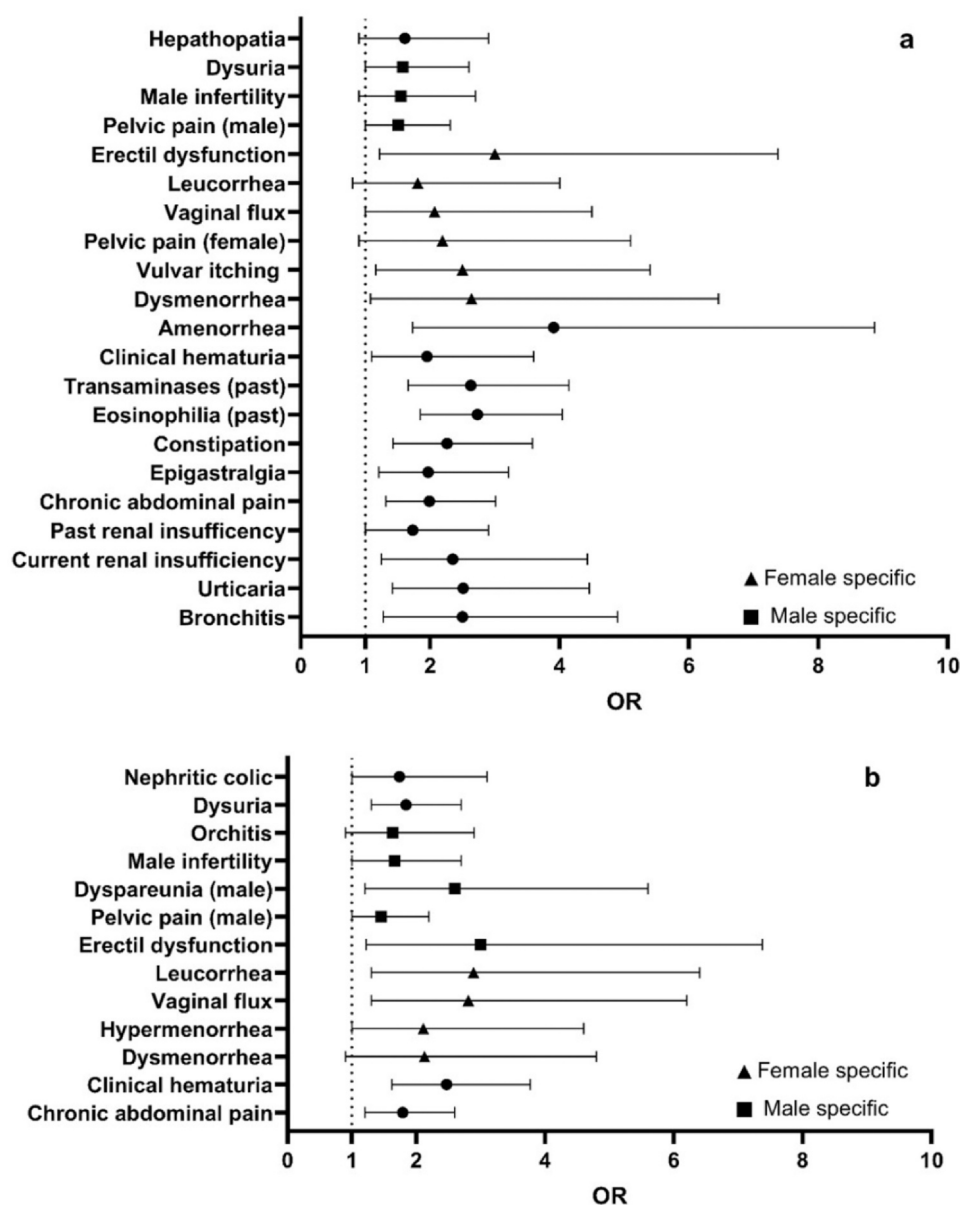 a
Hepathopatia
Dysuria
Male infertility
Pelvic pain (male)
Erectil dysfunction
Leucorrhea
Vaginal flux
Pelvic pain (female)
Vulvar itching
Dysmenorrhea
Amenorrhea
Clinical hematuria
Transaminases (past)
Eosinophilia (past)
Constipation
Epigastralgia
Chronic abdominal pain
Past renal insufficency
Current renal insufficiency
Urticaria
Bronchitis
▲ Female specific
■ Male specific
0 1 2 4 6 8 10
OR
b
Nephritic colic
Dysuria
Orchitis
Male infertility
Dyspareunia (male)
Pelvic pain (male)
Erectil dysfunction
Leucorrhea
Vaginal flux
Hypermenorrhea
Dysmenorrhea
Clinical hematuria
Chronic abdominal pain
▲ Female specific
■ Male specific
0 1 2 4 6 8 10
OR